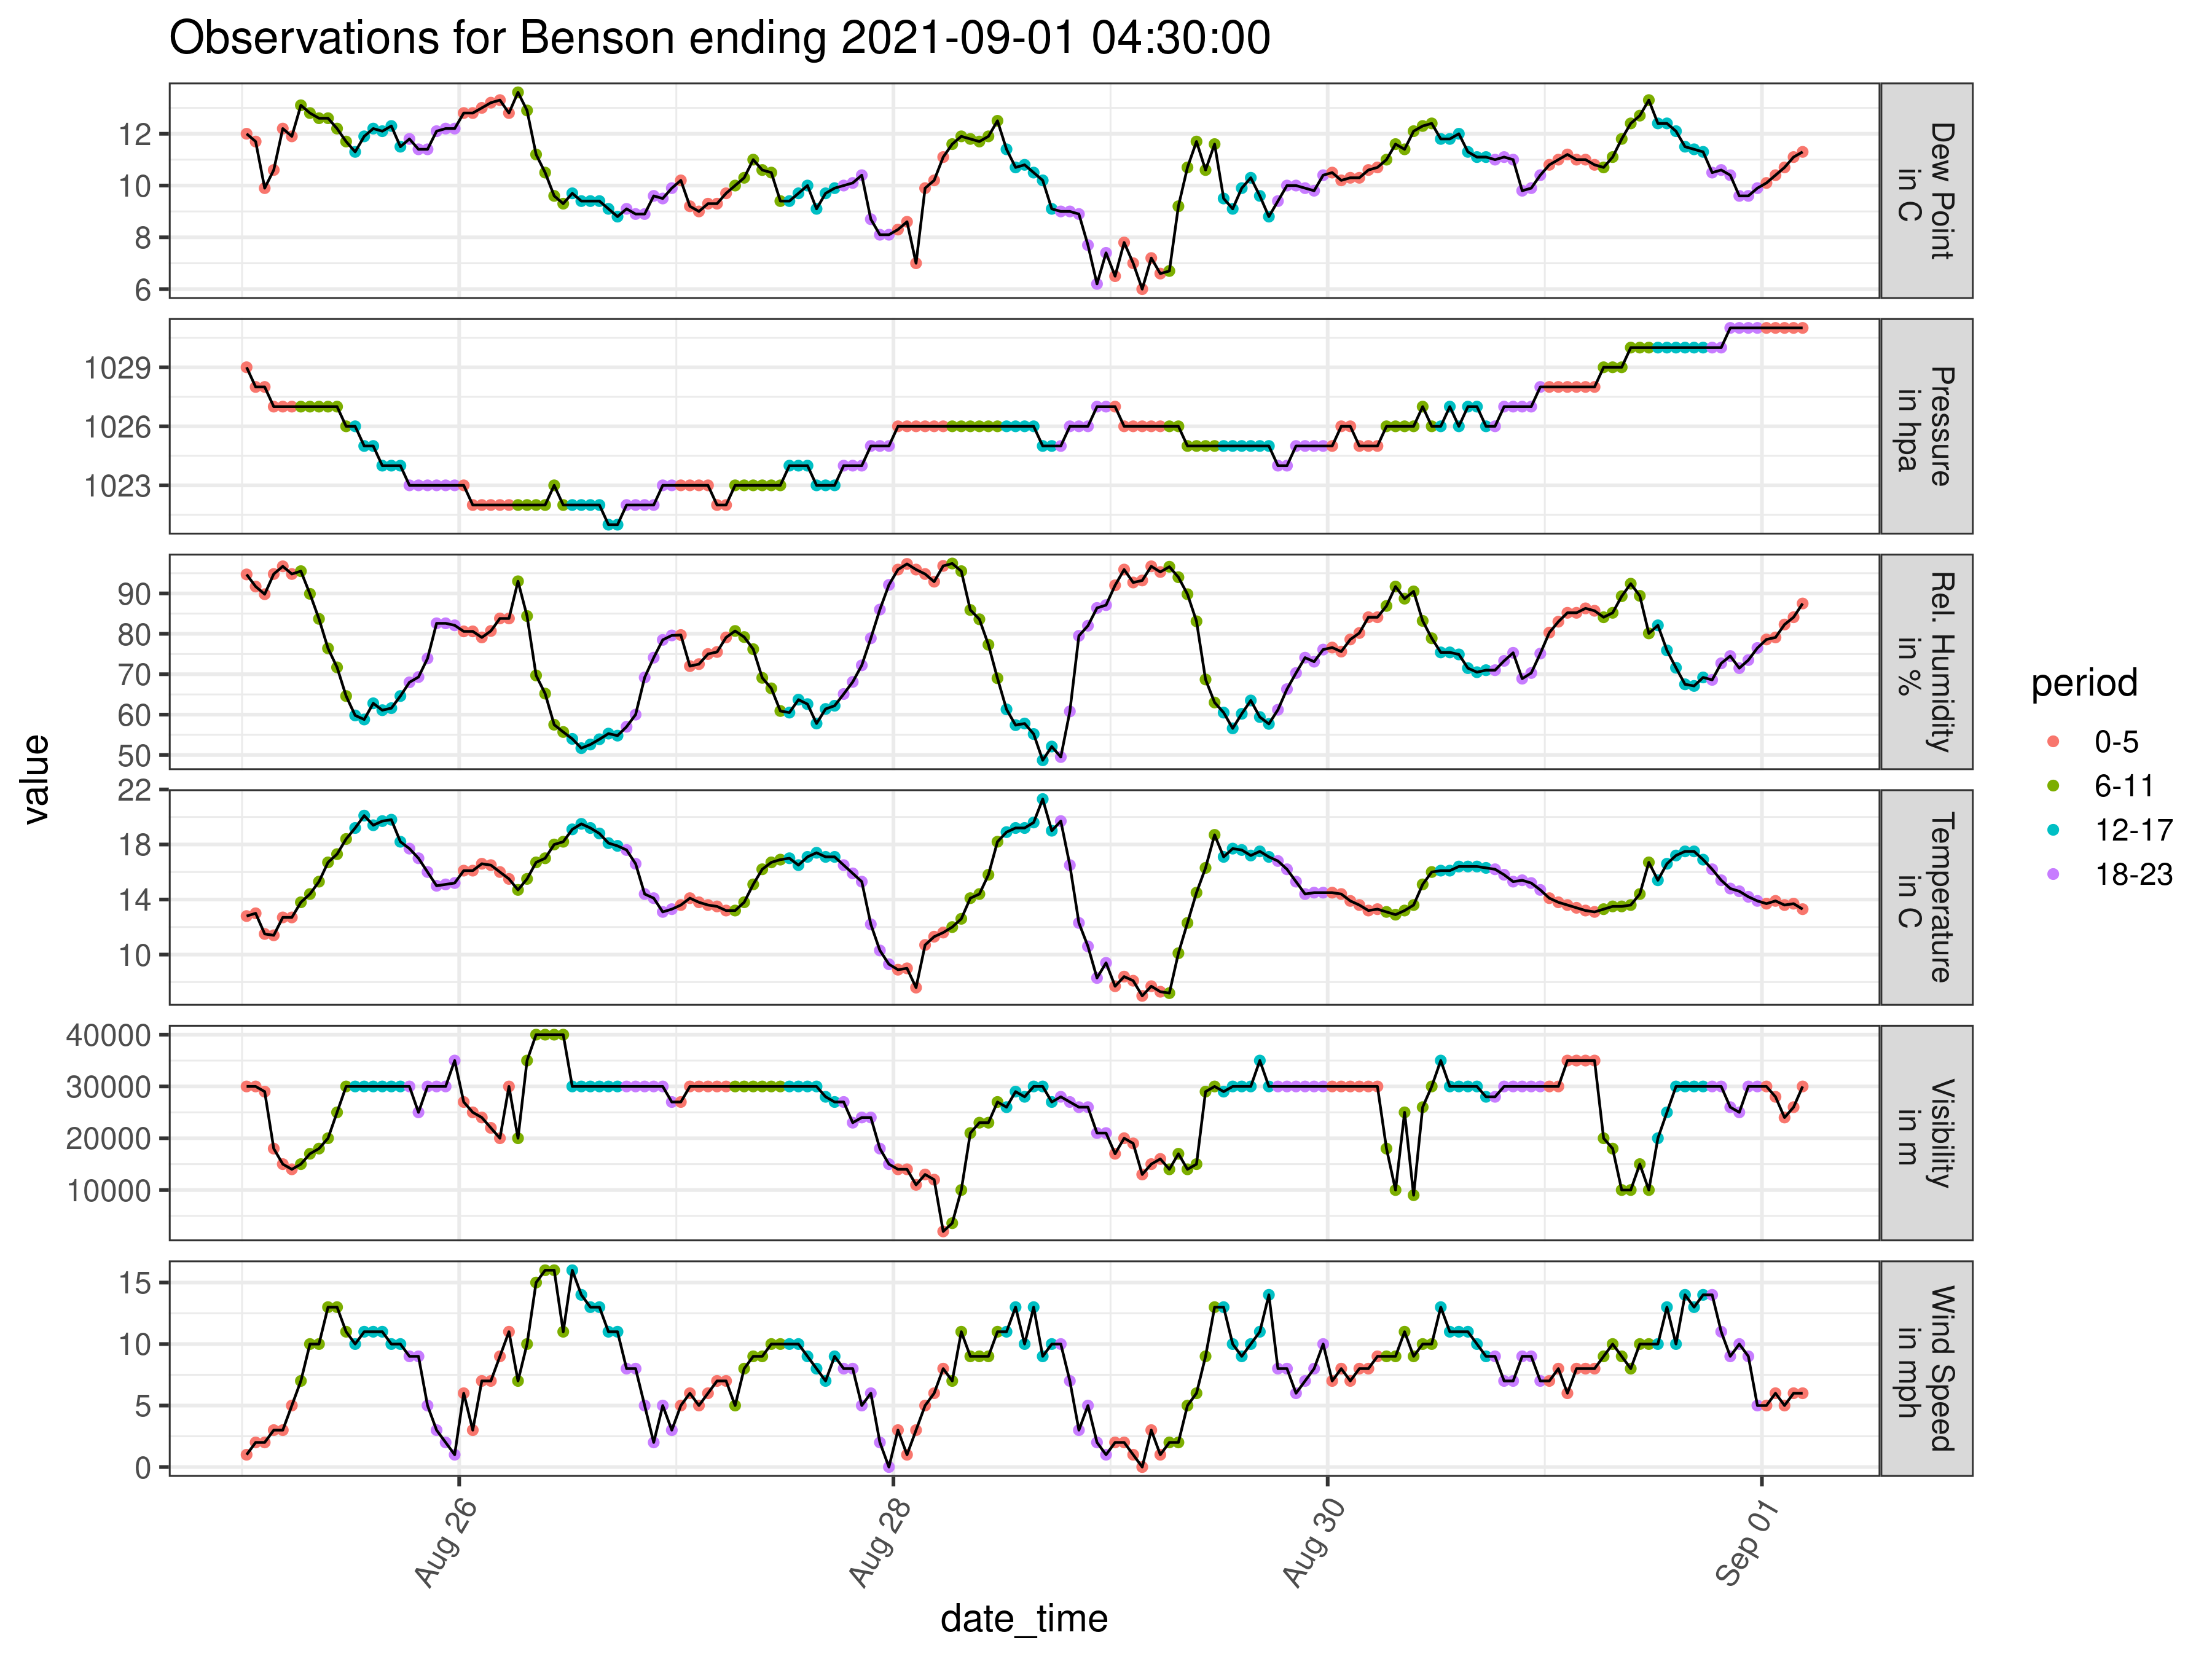 Observations for Benson ending 2021-09-01 04:30:00
12
10
8
6
Dew Point
in C
1029
1026
1023
Pressure
in hpa
90
80
70
60
50
Rel. Humidity
in %
22
18
14
10
Temperature
in C
40000
30000
20000
10000
Visibility
in m
15
10
5
0
Wind Speed
in mph
value
Aug 26
Aug 28
Aug 30
Sep 01
date_time
period
0-5
6-11
12-17
18-23